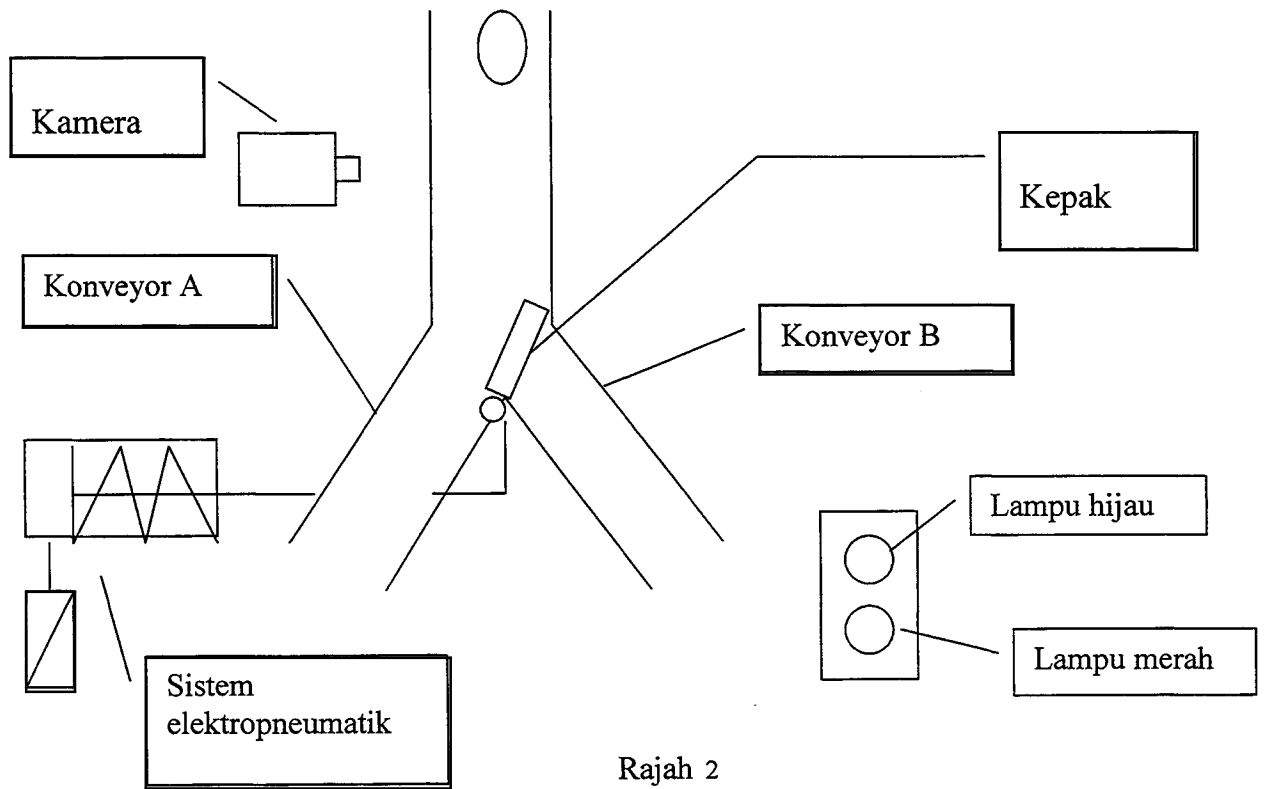 Kamera
Kepak
Konveyor A
Konveyor B
Lampu hijau
Lampu merah
Sistem
elektropneumatik
Rajah 2